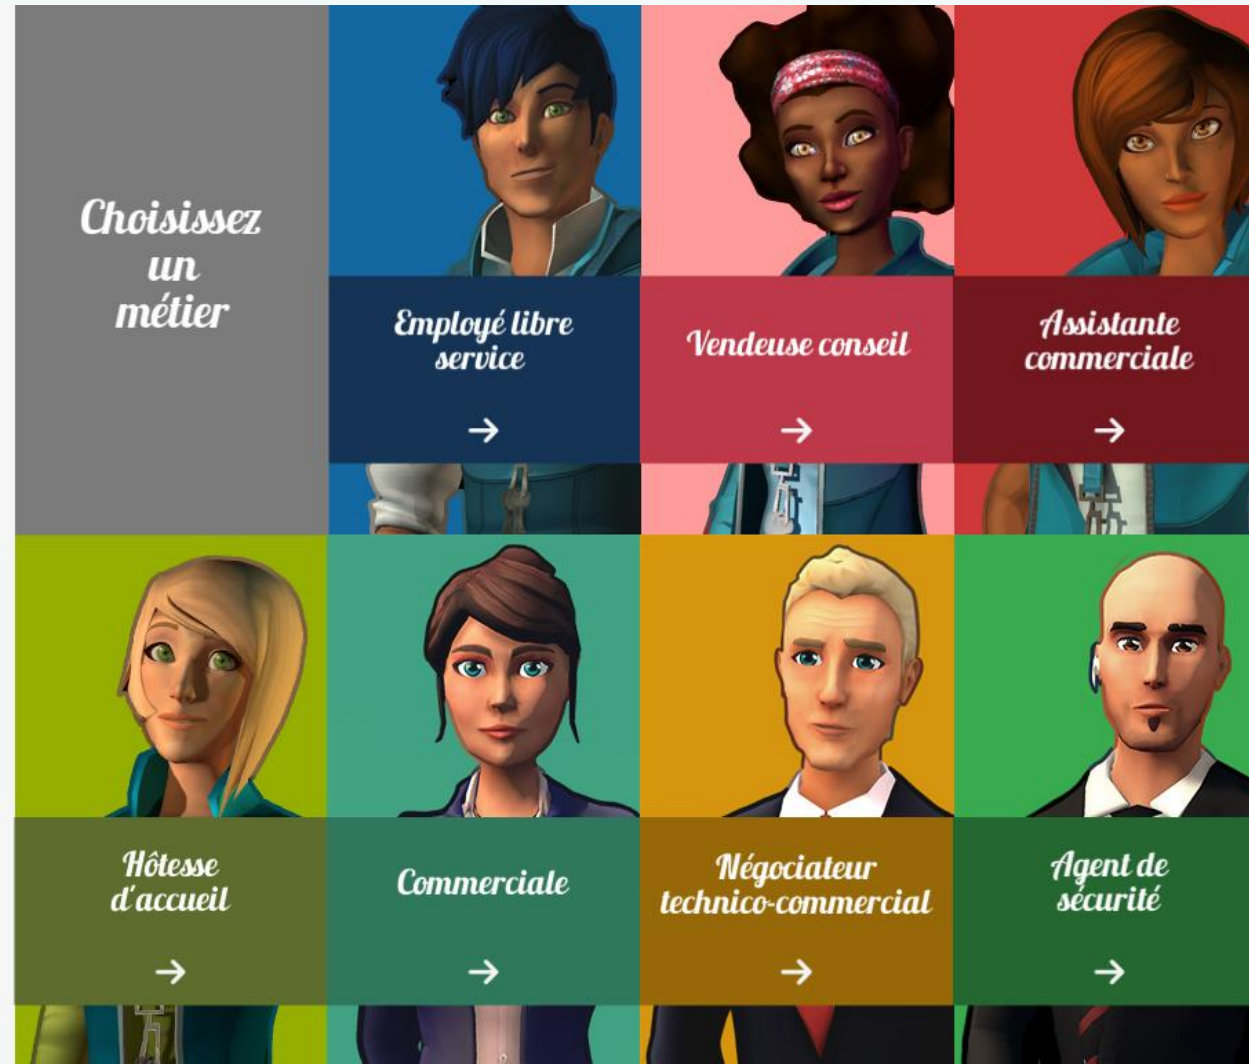 Choisissez
un
métier
Employé libre
service
→
Vendeuse conseil
→
Assistante
commerciale
→
Hôtesse
d'accueil
→
Commerciale
→
Négociateur
technico-commercial
→
Agent de
sécurité
→